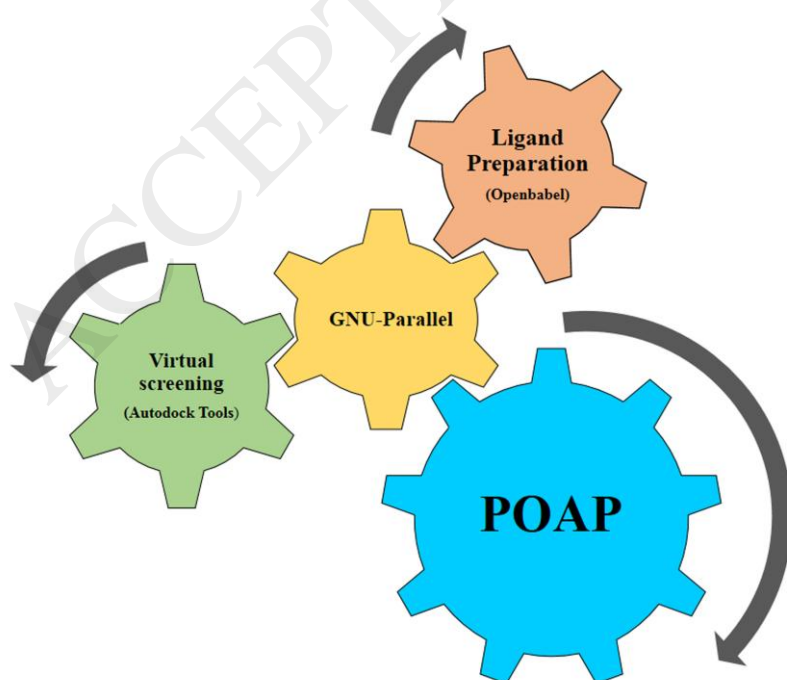 Ligand
Preparation
(Openbabel)
GNU-Parallel
Virtual
screening
(Autodock Tools)
POAP